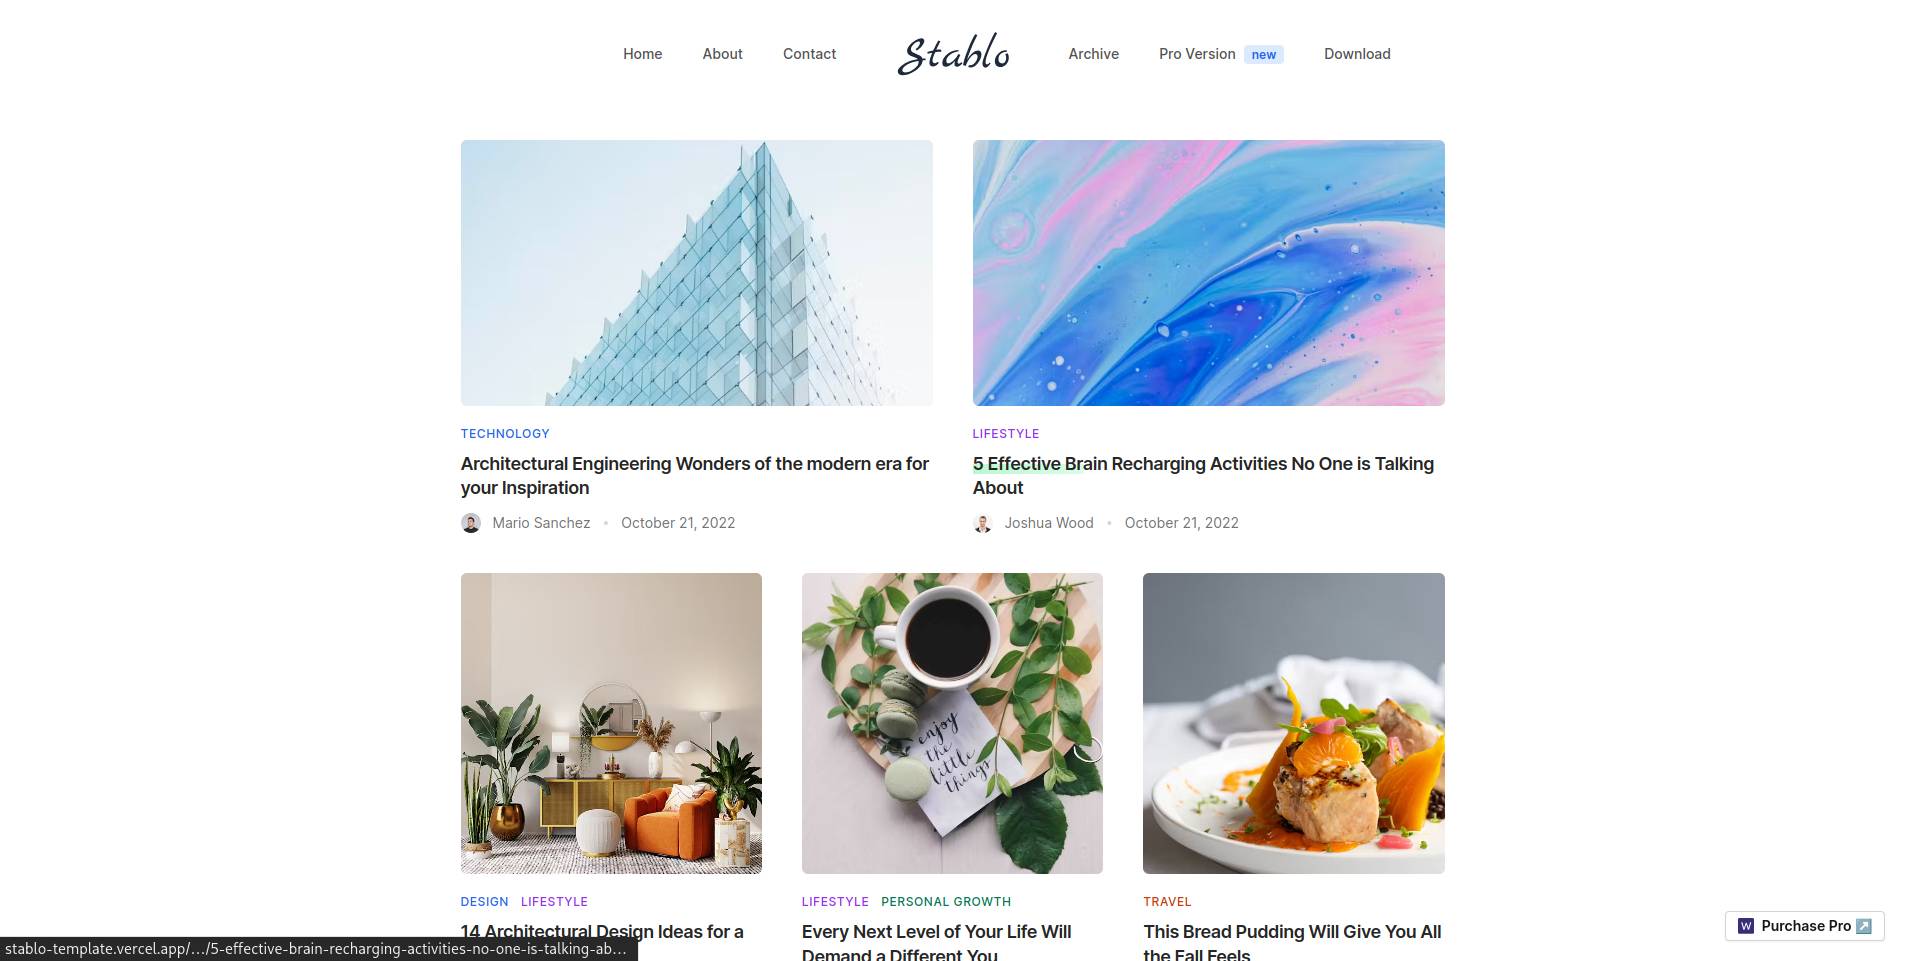 Home About Contact Stablo Archive Pro Version new Download
TECHNOLOGY
Architectural Engineering Wonders of the modern era for
your Inspiration
Mario Sanchez • October 21, 2022
LIFESTYLE
5 Effective Brain Recharging Activities No One is Talking
About
Joshua Wood • October 21, 2022
enjoy
the
little
things
DESIGN LIFESTYLE
14 Architectural Design Ideas for a
LIFESTYLE PERSONAL GROWTH
Every Next Level of Your Life Will
Demand a Different You
TRAVEL
This Bread Pudding Will Give You All
the Fall Feels
W Purchase Pro ↗
stablo-template.vercel.app/…/5-effective-brain-recharging-activities-no-one-is-talking-ab…